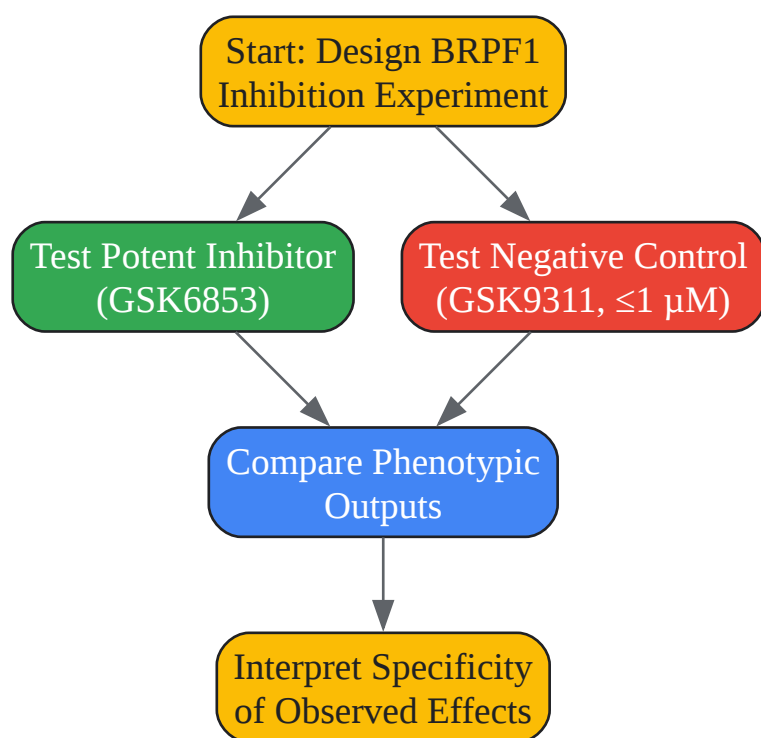 Start: Design BRPF1
Inhibition Experiment
Test Potent Inhibitor
(GSK6853)
Test Negative Control
(GSK9311, ≤1 µM)
Compare Phenotypic
Outputs
Interpret Specificity
of Observed Effects